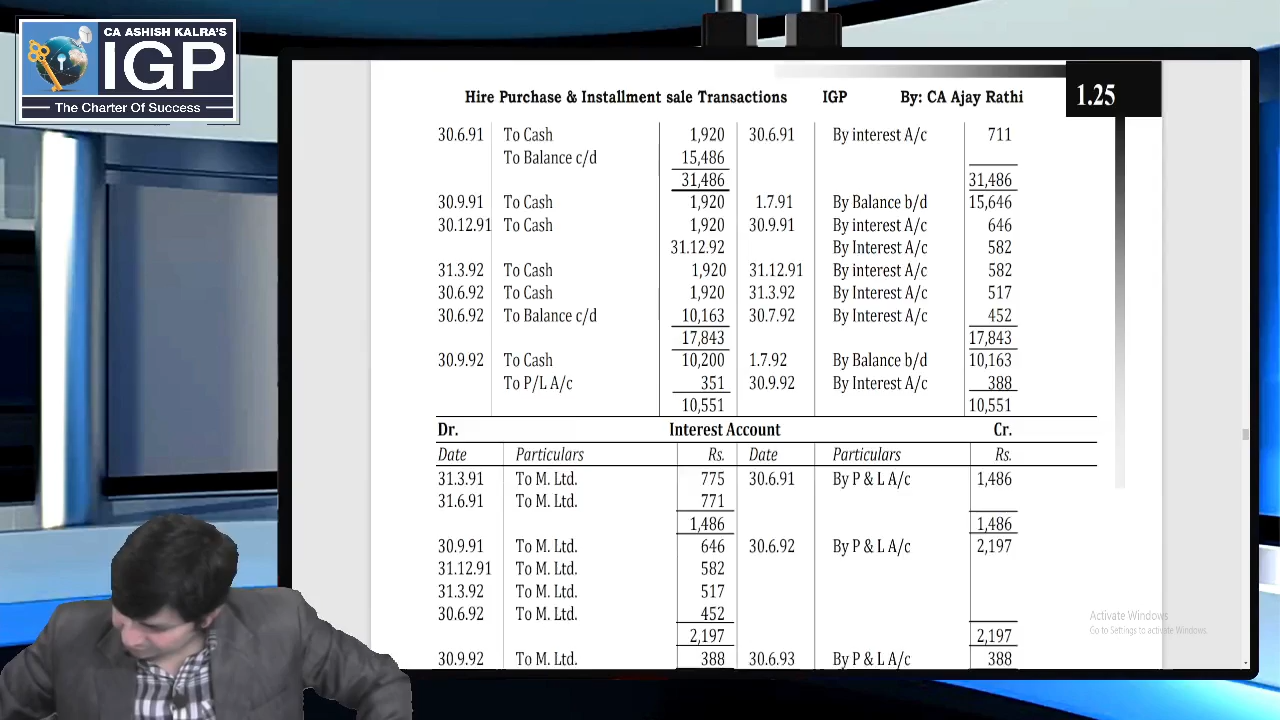 CA ASHISH KALRA'S
IGP
The Charter Of Success
Hire Purchase & Installment sale Transactions IGP By: CA Ajay Rathi 1.25
30.6.91 To Cash 1,920 30.6.91 By interest A/c 711
To Balance c/d 15,486
31,486 31,486
30.9.91 To Cash 1,920 1.7.91 By Balance b/d 15,646
30.12.91 To Cash 1,920 30.9.91 By interest A/c 646
31.12.92 By Interest A/c 582
31.3.92 To Cash 1,920 31.12.91 By interest A/c 582
30.6.92 To Cash 1,920 31.3.92 By Interest A/c 517
30.6.92 To Balance c/d 10,163 30.7.92 By Interest A/c 452
17,843 17,843
30.9.92 To Cash 10,200 1.7.92 By Balance b/d 10,163
To P/L A/c 351 30.9.92 By Interest A/c 388
10,551 10,551
Dr. Interest Account Cr.
Date Particulars Rs. Date Particulars Rs.
31.3.91 To M. Ltd. 775 30.6.91 By P & L A/c 1,486
31.6.91 To M. Ltd. 771
1,486 1,486
30.9.91 To M. Ltd. 646 30.6.92 By P & L A/c 2,197
31.12.91 To M. Ltd. 582
31.3.92 To M. Ltd. 517
30.6.92 To M. Ltd. 452
2,197 2,197
30.9.92 To M. Ltd. 388 30.6.93 By P & L A/c 388
Activate Windows
Go to Settings to activate Windows.